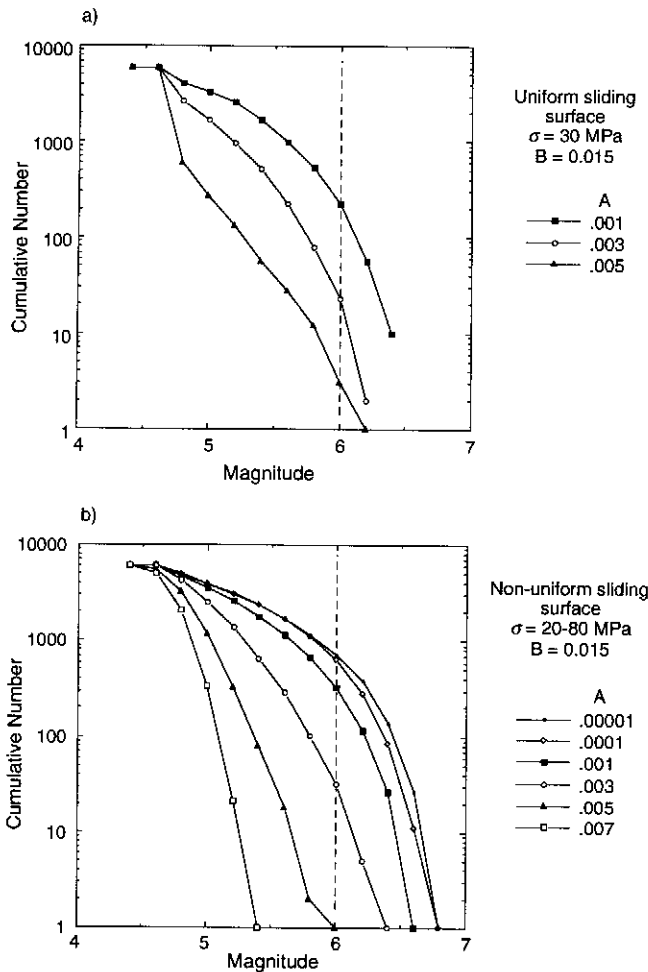 a)
10000
1000
100
10
1
Cumulative Number
4 5 6 7
Magnitude
Uniform sliding
surface
σ = 30 MPa
B = 0.015
A
.001
.003
.005
b)
10000
1000
100
10
1
Cumulative Number
4 5 6 7
Magnitude
Non-uniform sliding
surface
σ = 20-80 MPa
B = 0.015
A
.00001
.0001
.001
.003
.005
.007